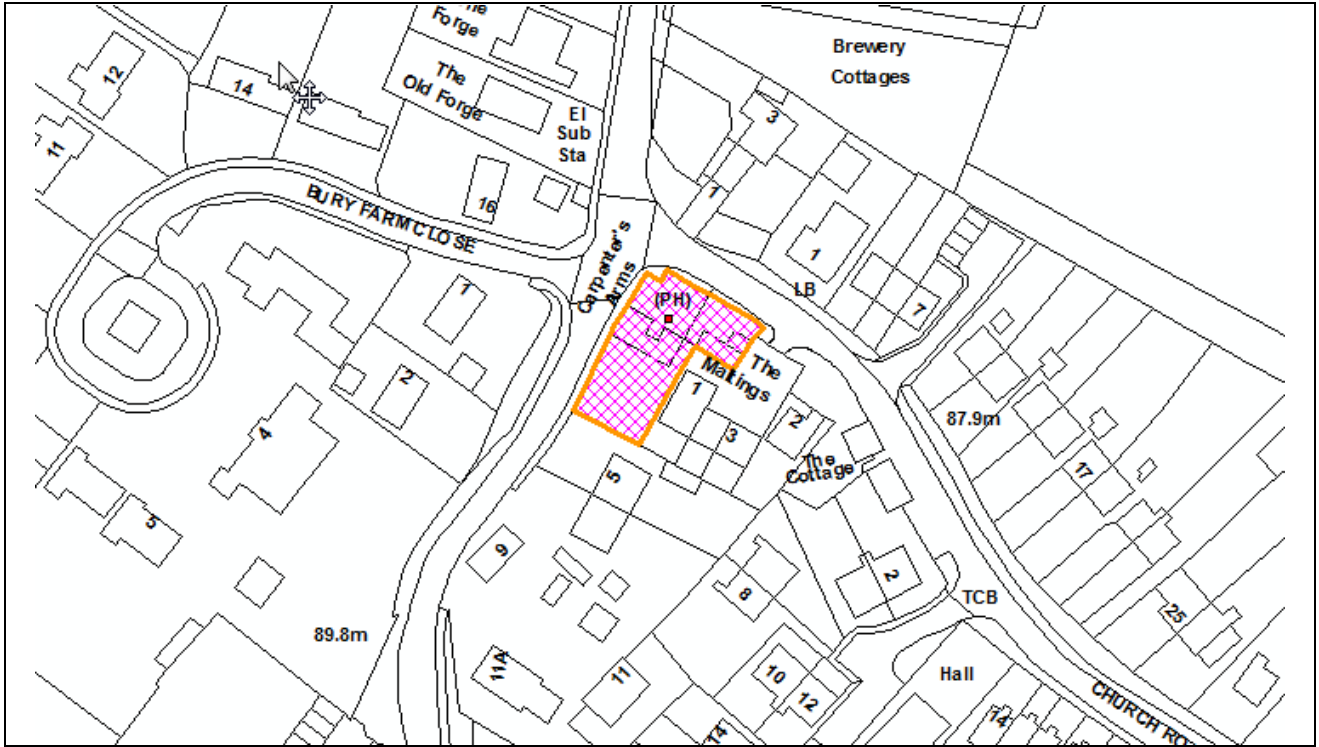 The
Forge
Brewery
Cottages
12
14
The
Old Forge
El
Sub
Sta
3
11
1
16
BURY FARM CLOSE
Carpenter's
Arms
1
LB
(PH)
7
1
The
Maltings
2
1
2
3
87.9m
4
The
Cottage
17
5
5
9
2
8
TCB
25
89.8m
11A
11
10
12
Hall
CHURCH RO
14
14